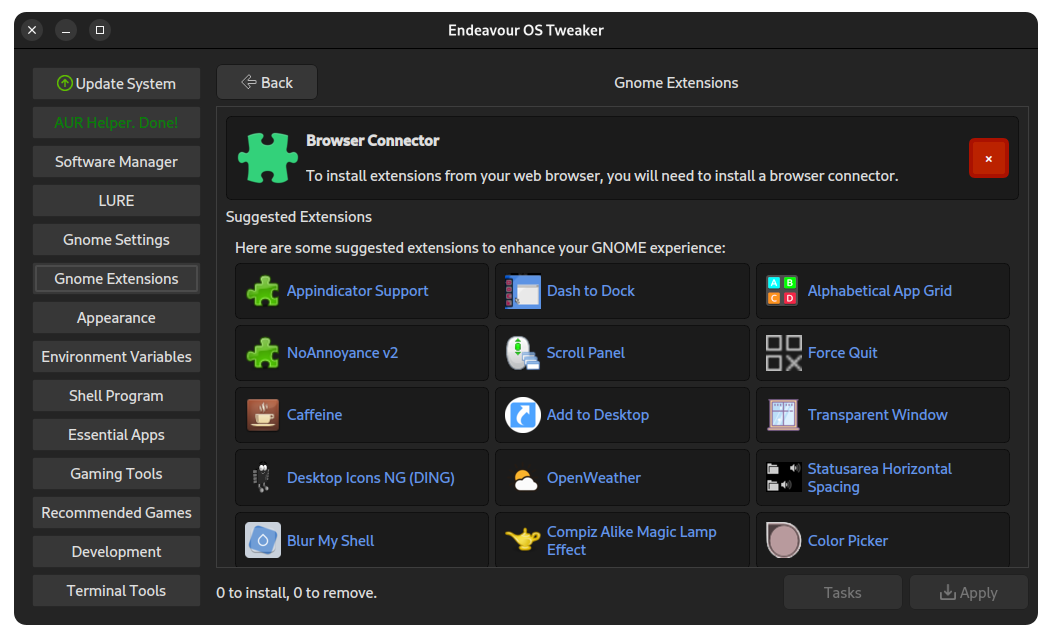 Endeavour OS Tweaker
Update System
AUR Helper. Done!
Software Manager
LURE
Gnome Settings
Gnome Extensions
Appearance
Environment Variables
Shell Program
Essential Apps
Gaming Tools
Recommended Games
Development
Terminal Tools
Back
Gnome Extensions
Browser Connector
To install extensions from your web browser, you will need to install a browser connector.
Suggested Extensions
Here are some suggested extensions to enhance your GNOME experience:
Appindicator Support
Dash to Dock
A B
C D
Alphabetical App Grid
NoAnnoyance v2
Scroll Panel
Force Quit
Caffeine
Add to Desktop
Transparent Window
Desktop Icons NG (DING)
OpenWeather
Statusarea Horizontal
Spacing
Blur My Shell
Compiz Alike Magic Lamp
Effect
Color Picker
0 to install, 0 to remove.
Tasks
Apply